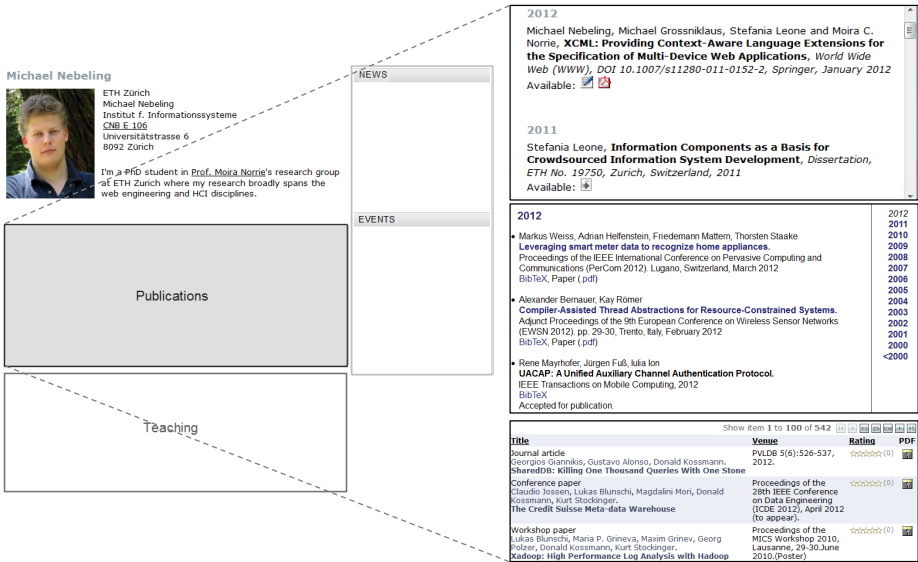 Michael Nebeling
ETH Zürich
Michael Nebeling
Institut f. Informationssysteme
CNB E 106
Universitätstrasse 6
8092 Zürich
I'm a PhD student in Prof. Moira Norrie's research group
at ETH Zurich where my research broadly spans the
web engineering and HCI disciplines.
NEWS
EVENTS
Publications
Teaching
2012
Michael Nebeling, Michael Grossniklaus, Stefania Leone and Moira C.
Norrie, XCML: Providing Context-Aware Language Extensions for
the Specification of Multi-Device Web Applications, World Wide
Web (WWW), DOI 10.1007/s11280-011-0152-2, Springer, January 2012
Available:
2011
Stefania Leone, Information Components as a Basis for
Crowdsourced Information System Development, Dissertation,
ETH No. 19750, Zurich, Switzerland, 2011
Available:
2012
• Markus Weiss, Adrian Helfenstein, Friedemann Mattern, Thorsten Staake
Leveraging smart meter data to recognize home appliances.
Proceedings of the IEEE International Conference on Pervasive Computing and
Communications (PerCom 2012). Lugano, Switzerland, March 2012
BibTeX, Paper (.pdf)
• Alexander Bernauer, Kay Römer
Compiler-Assisted Thread Abstractions for Resource-Constrained Systems.
Adjunct Proceedings of the 9th European Conference on Wireless Sensor Networks
(EWSN 2012). pp. 29-30, Trento, Italy, February 2012
BibTeX, Paper (.pdf)
• Rene Mayrhofer, Jürgen Fuß, Iulia Ion
UACAP: A Unified Auxiliary Channel Authentication Protocol.
IEEE Transactions on Mobile Computing, 2012
BibTeX
Accepted for publication.
2012
2011
2010
2009
2008
2007
2006
2005
2004
2003
2002
2001
2000
<2000
Show item 1 to 100 of 542
Title Venue Rating PDF
Journal article
Georgios Giannikis, Gustavo Alonso, Donald Kossmann.
SharedDB: Killing One Thousand Queries With One Stone
PVLDB 5(6):526-537,
2012.
(0)
Conference paper
Claudio Jossen, Lukas Blunschi, Magdalini Mori, Donald
Kossmann, Kurt Stockinger.
The Credit Suisse Meta-data Warehouse
Proceedings of the
28th IEEE Conference
on Data Engineering
(ICDE 2012), April 2012
(to appear).
(0)
Workshop paper
Lukas Blunschi, Maria P. Grineva, Maxim Grinev, Georg
Polzer, Donald Kossmann, Kurt Stockinger.
Xadoop: High Performance Log Analysis with Hadoop
Proceedings of the
MICS Workshop 2010,
Lausanne, 29-30.June
2010.(Poster)
(0)